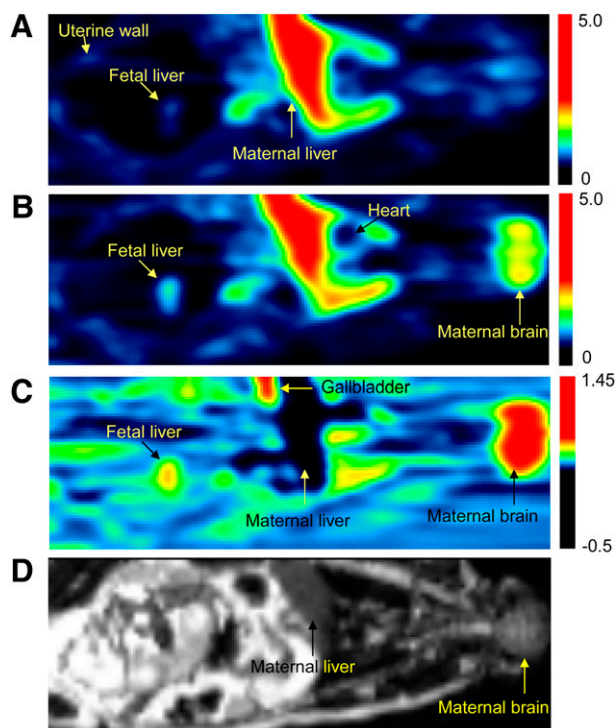 A
Uterine wall
Fetal liver
Maternal liver
5.0
0
B
Heart
Fetal liver
Maternal brain
5.0
0
C
Gallbladder
Fetal liver
Maternal liver
Maternal brain
1.45
-0.5
D
Maternal liver
Maternal brain